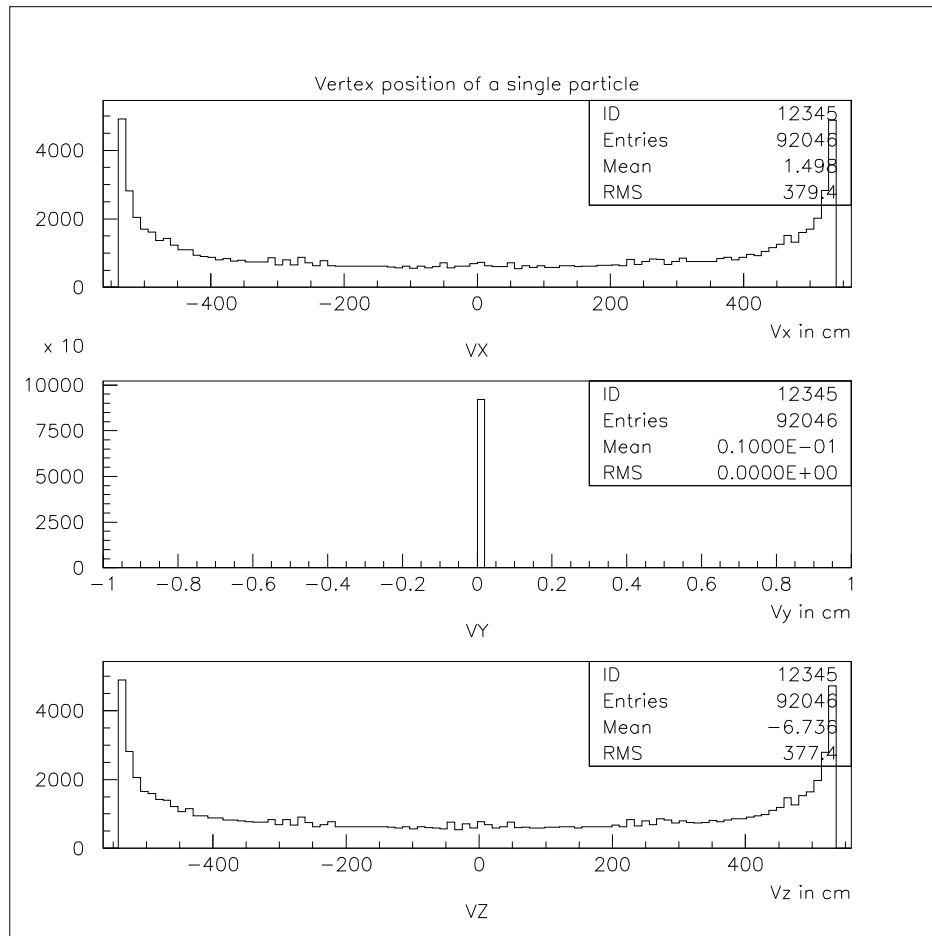 Vertex position of a single particle
ID 12345
Entries 92046
Mean 1.498
RMS 379.4
4000
2000
0
−400 −200 0 200 400
Vx in cm
VX
x 10
10000
7500
5000
2500
0
ID 12345
Entries 92046
Mean 0.1000E−01
RMS 0.0000E+00
−1 −0.8 −0.6 −0.4 −0.2 0 0.2 0.4 0.6 0.8 1
Vy in cm
VY
ID 12345
Entries 92046
Mean −6.736
RMS 377.4
4000
2000
0
−400 −200 0 200 400
Vz in cm
VZ